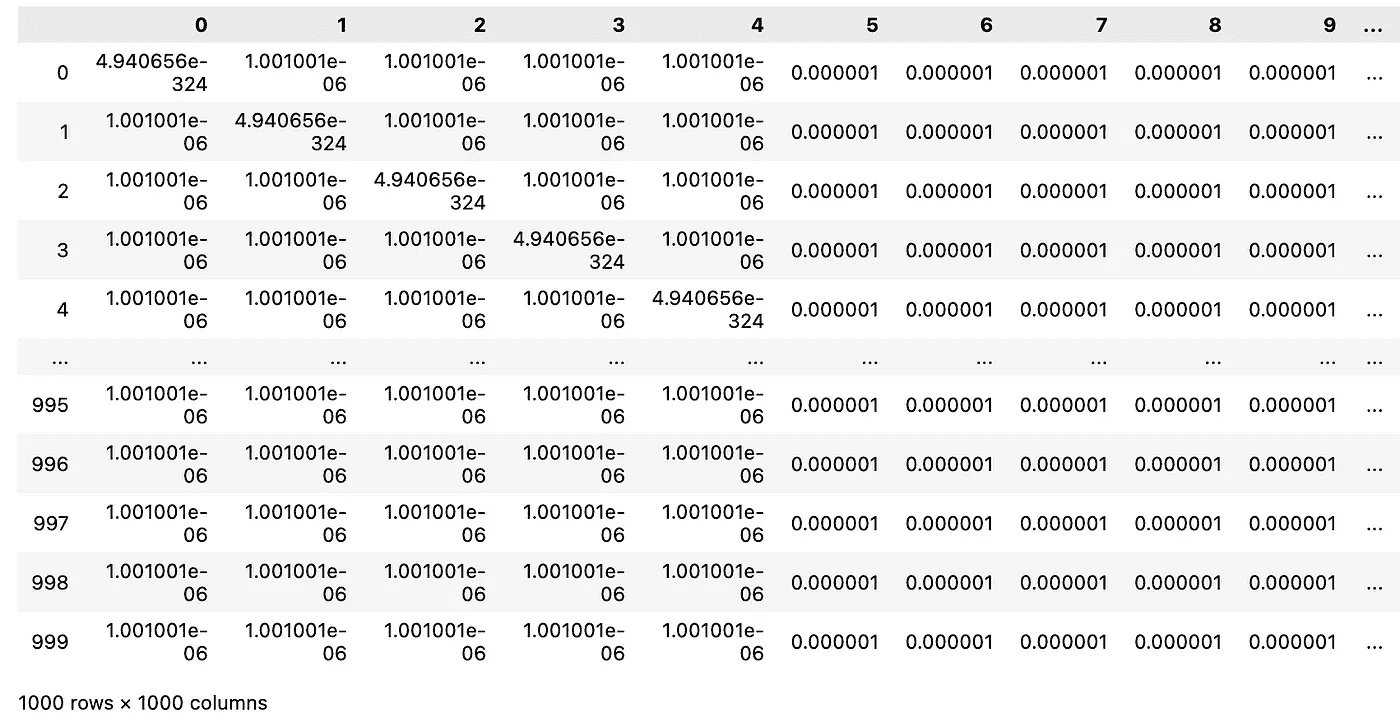 0 1 2 3 4 5 6 7 8 9 ...
0 4.940656e-324 1.001001e-06 1.001001e-06 1.001001e-06 1.001001e-06 0.000001 0.000001 0.000001 0.000001 0.000001 ...
1 1.001001e-06 4.940656e-324 1.001001e-06 1.001001e-06 1.001001e-06 0.000001 0.000001 0.000001 0.000001 0.000001 ...
2 1.001001e-06 1.001001e-06 4.940656e-324 1.001001e-06 1.001001e-06 0.000001 0.000001 0.000001 0.000001 0.000001 ...
3 1.001001e-06 1.001001e-06 1.001001e-06 4.940656e-324 1.001001e-06 0.000001 0.000001 0.000001 0.000001 0.000001 ...
4 1.001001e-06 1.001001e-06 1.001001e-06 1.001001e-06 4.940656e-324 0.000001 0.000001 0.000001 0.000001 0.000001 ...
... ... ... ... ... ... ... ... ... ... ... ...
995 1.001001e-06 1.001001e-06 1.001001e-06 1.001001e-06 1.001001e-06 0.000001 0.000001 0.000001 0.000001 0.000001 ...
996 1.001001e-06 1.001001e-06 1.001001e-06 1.001001e-06 1.001001e-06 0.000001 0.000001 0.000001 0.000001 0.000001 ...
997 1.001001e-06 1.001001e-06 1.001001e-06 1.001001e-06 1.001001e-06 0.000001 0.000001 0.000001 0.000001 0.000001 ...
998 1.001001e-06 1.001001e-06 1.001001e-06 1.001001e-06 1.001001e-06 0.000001 0.000001 0.000001 0.000001 0.000001 ...
999 1.001001e-06 1.001001e-06 1.001001e-06 1.001001e-06 1.001001e-06 0.000001 0.000001 0.000001 0.000001 0.000001 ...
1000 rows × 1000 columns